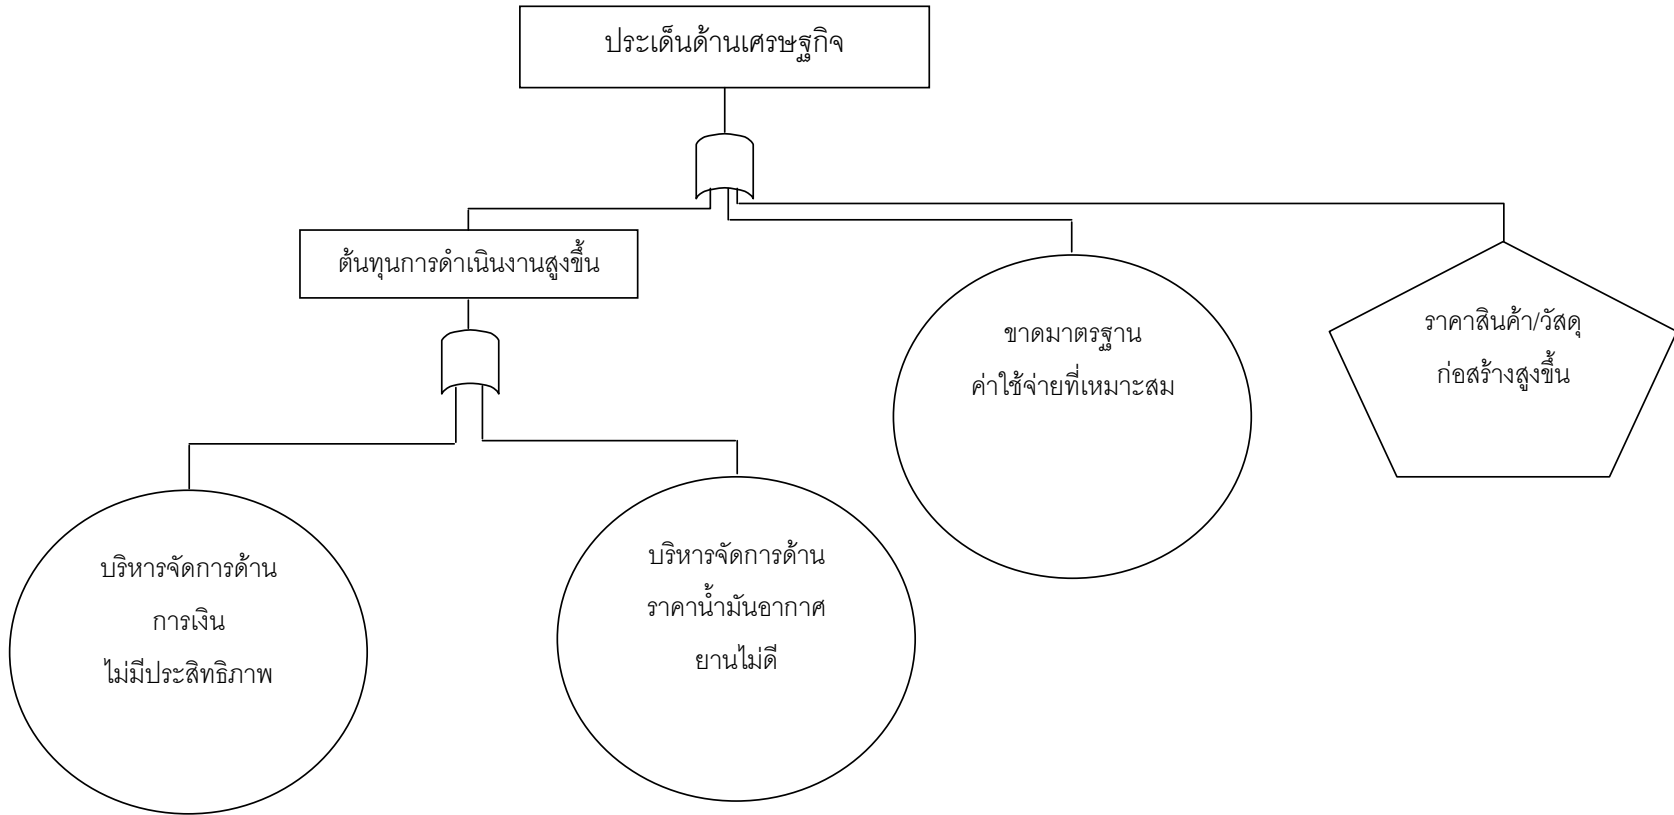 ประเด็นด้านเศรษฐกิจ
ต้นทุนการดำเนินงานสูงขึ้น
ขาดมาตรฐาน
ค่าใช้จ่ายที่เหมาะสม
ราคาสินค้า/วัสดุ
ก่อสร้างสูงขึ้น
บริหารจัดการด้าน
การเงิน
ไม่มีประสิทธิภาพ
บริหารจัดการด้าน
ราคาน้ำมันอากาศ
ยานไม่ดี